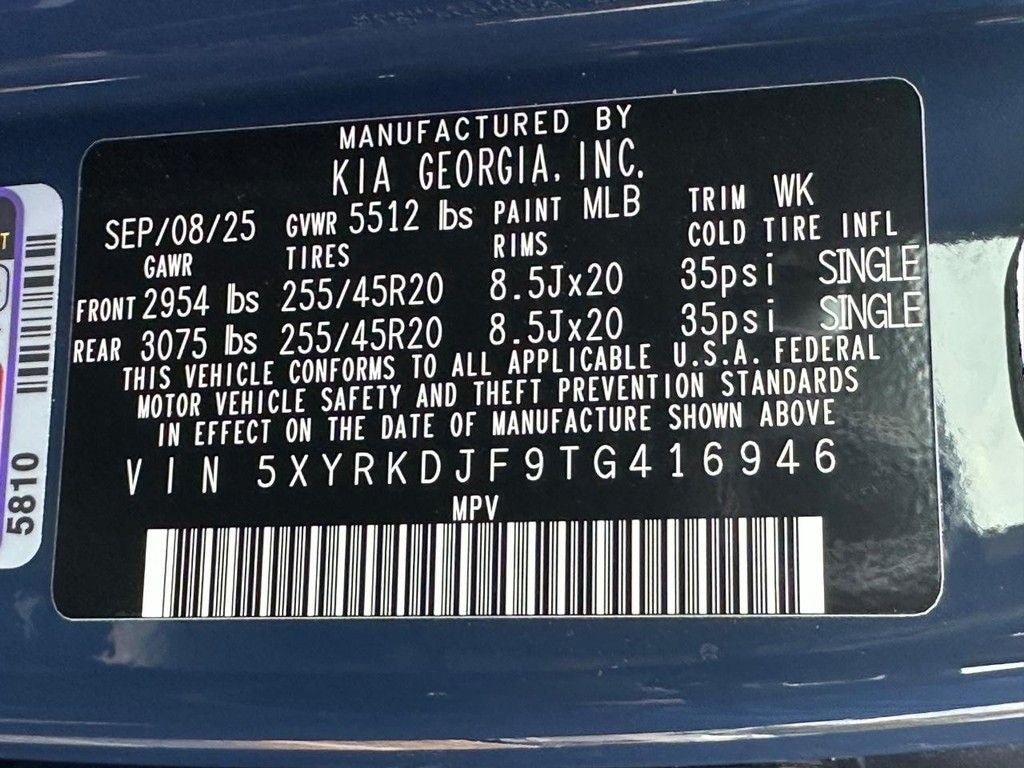 MANUFACTURED BY
KIA GEORGIA, INC.
SEP/08/25 GVWR 5512 lbs PAINT MLB TRIM WK
GAWR TIRES RIMS COLD TIRE INFL
FRONT 2954 lbs 255/45R20 8.5Jx20 35psi SINGLE
REAR 3075 lbs 255/45R20 8.5Jx20 35psi SINGLE
THIS VEHICLE CONFORMS TO ALL APPLICABLE U.S.A. FEDERAL
MOTOR VEHICLE SAFETY AND THEFT PREVENTION STANDARDS
IN EFFECT ON THE DATE OF MANUFACTURE SHOWN ABOVE
VIN 5XYRKDJF9TG416946
MPV
5810